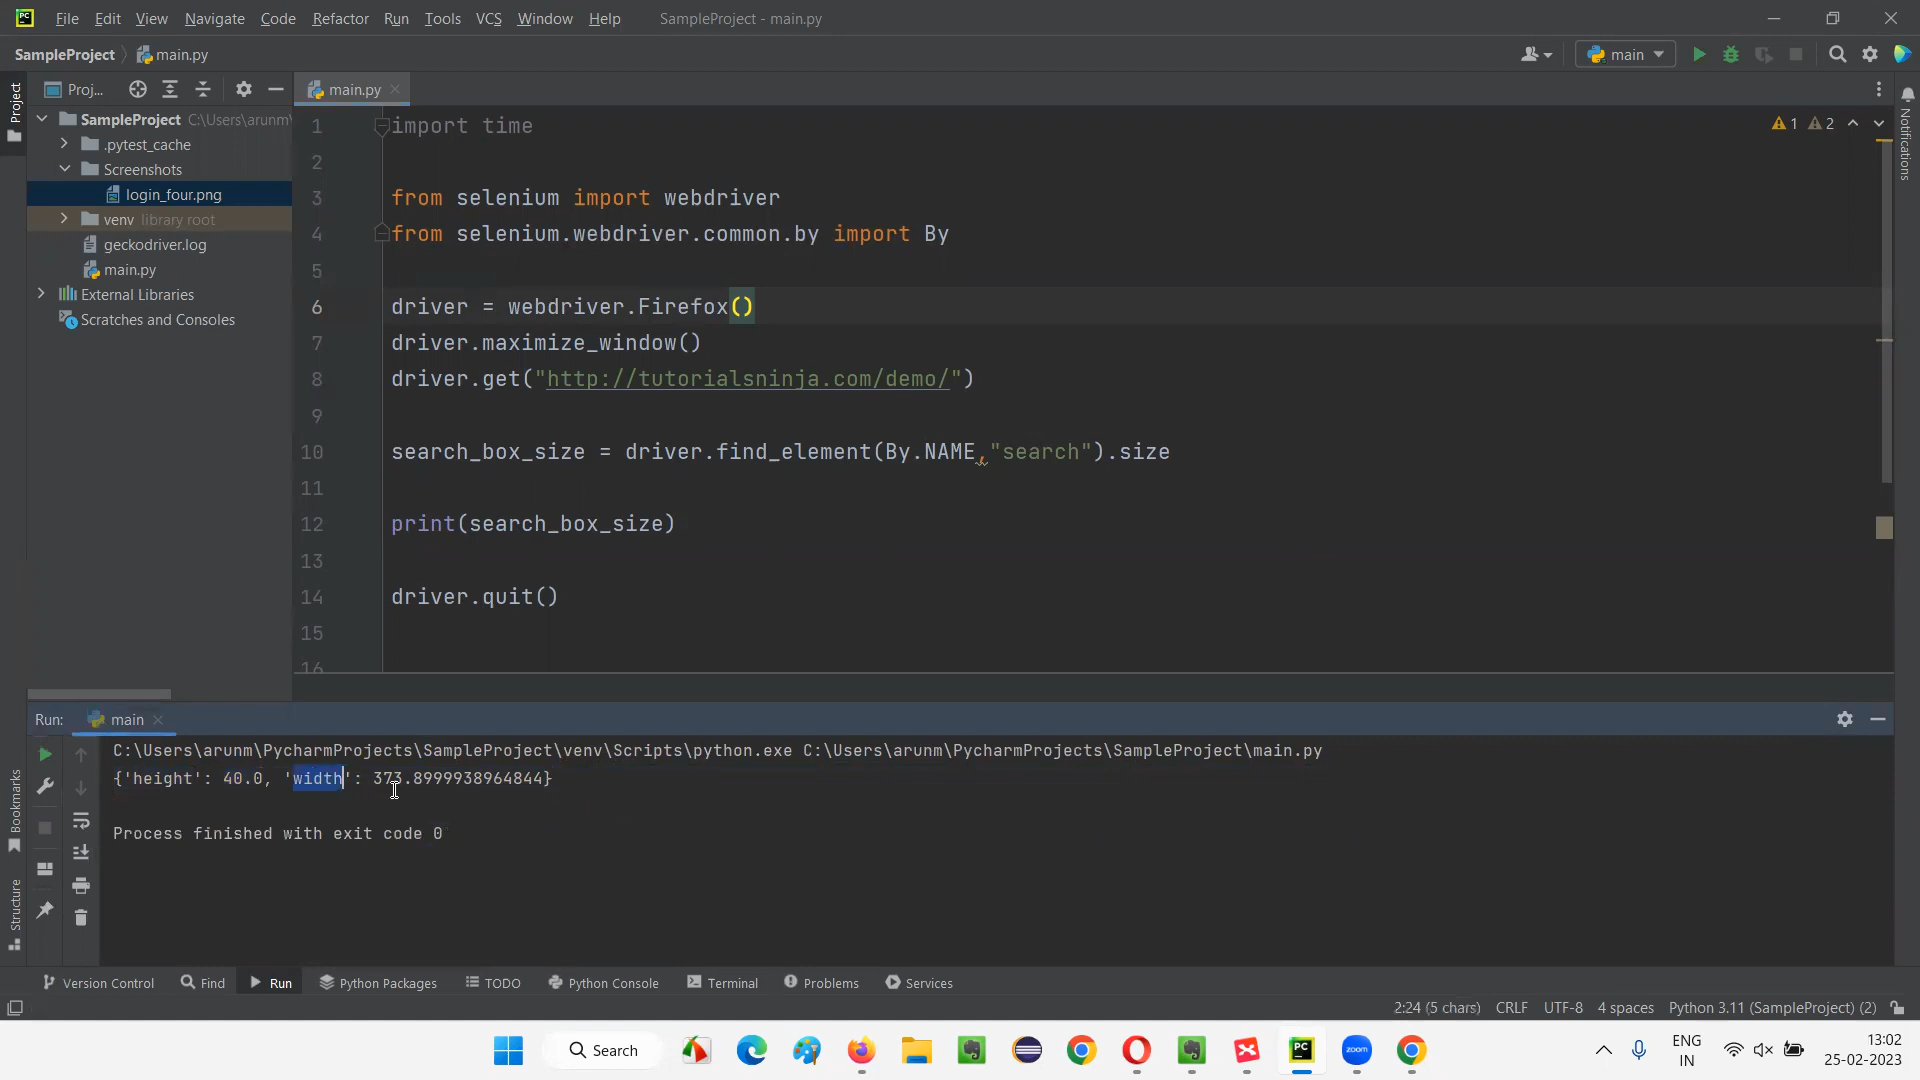 File Edit View Navigate Code Refactor Run Tools VCS Window Help SampleProject - main.py
SampleProject main.py
main
Project
Proj...
main.py
SampleProject C:\Users\arunm\
.pytest_cache
Screenshots
login_four.png
venv library root
geckodriver.log
main.py
External Libraries
Scratches and Consoles
1 import time
2
3 from selenium import webdriver
4 from selenium.webdriver.common.by import By
5
6 driver = webdriver.Firefox()
7 driver.maximize_window()
8 driver.get("http://tutorialsninja.com/demo/")
9
10 search_box_size = driver.find_element(By.NAME,"search").size
11
12 print(search_box_size)
13
14 driver.quit()
15
16
1 2
Notifications
Run: main
C:\Users\arunm\PycharmProjects\SampleProject\venv\Scripts\python.exe C:\Users\arunm\PycharmProjects\SampleProject\main.py
{'height': 40.0, 'width': 373.8999938964844}
Process finished with exit code 0
Bookmarks
Structure
Version Control Find Run Python Packages TODO Python Console Terminal Problems Services
2:24 (5 chars) CRLF UTF-8 4 spaces Python 3.11 (SampleProject) (2)
Search
zoom
ENG
IN
13:02
25-02-2023